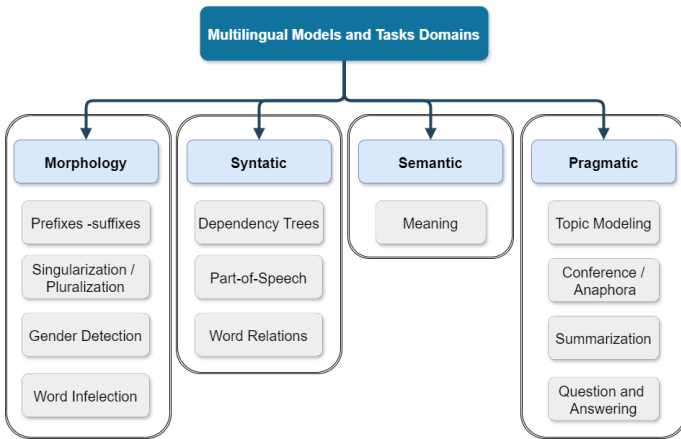 Multilingual Models and Tasks Domains
Morphology
Prefixes -suffixes
Singularization /
Pluralization
Gender Detection
Word Infelection
Syntatic
Dependency Trees
Part-of-Speech
Word Relations
Semantic
Meaning
Pragmatic
Topic Modeling
Conference /
Anaphora
Summarization
Question and
Answering